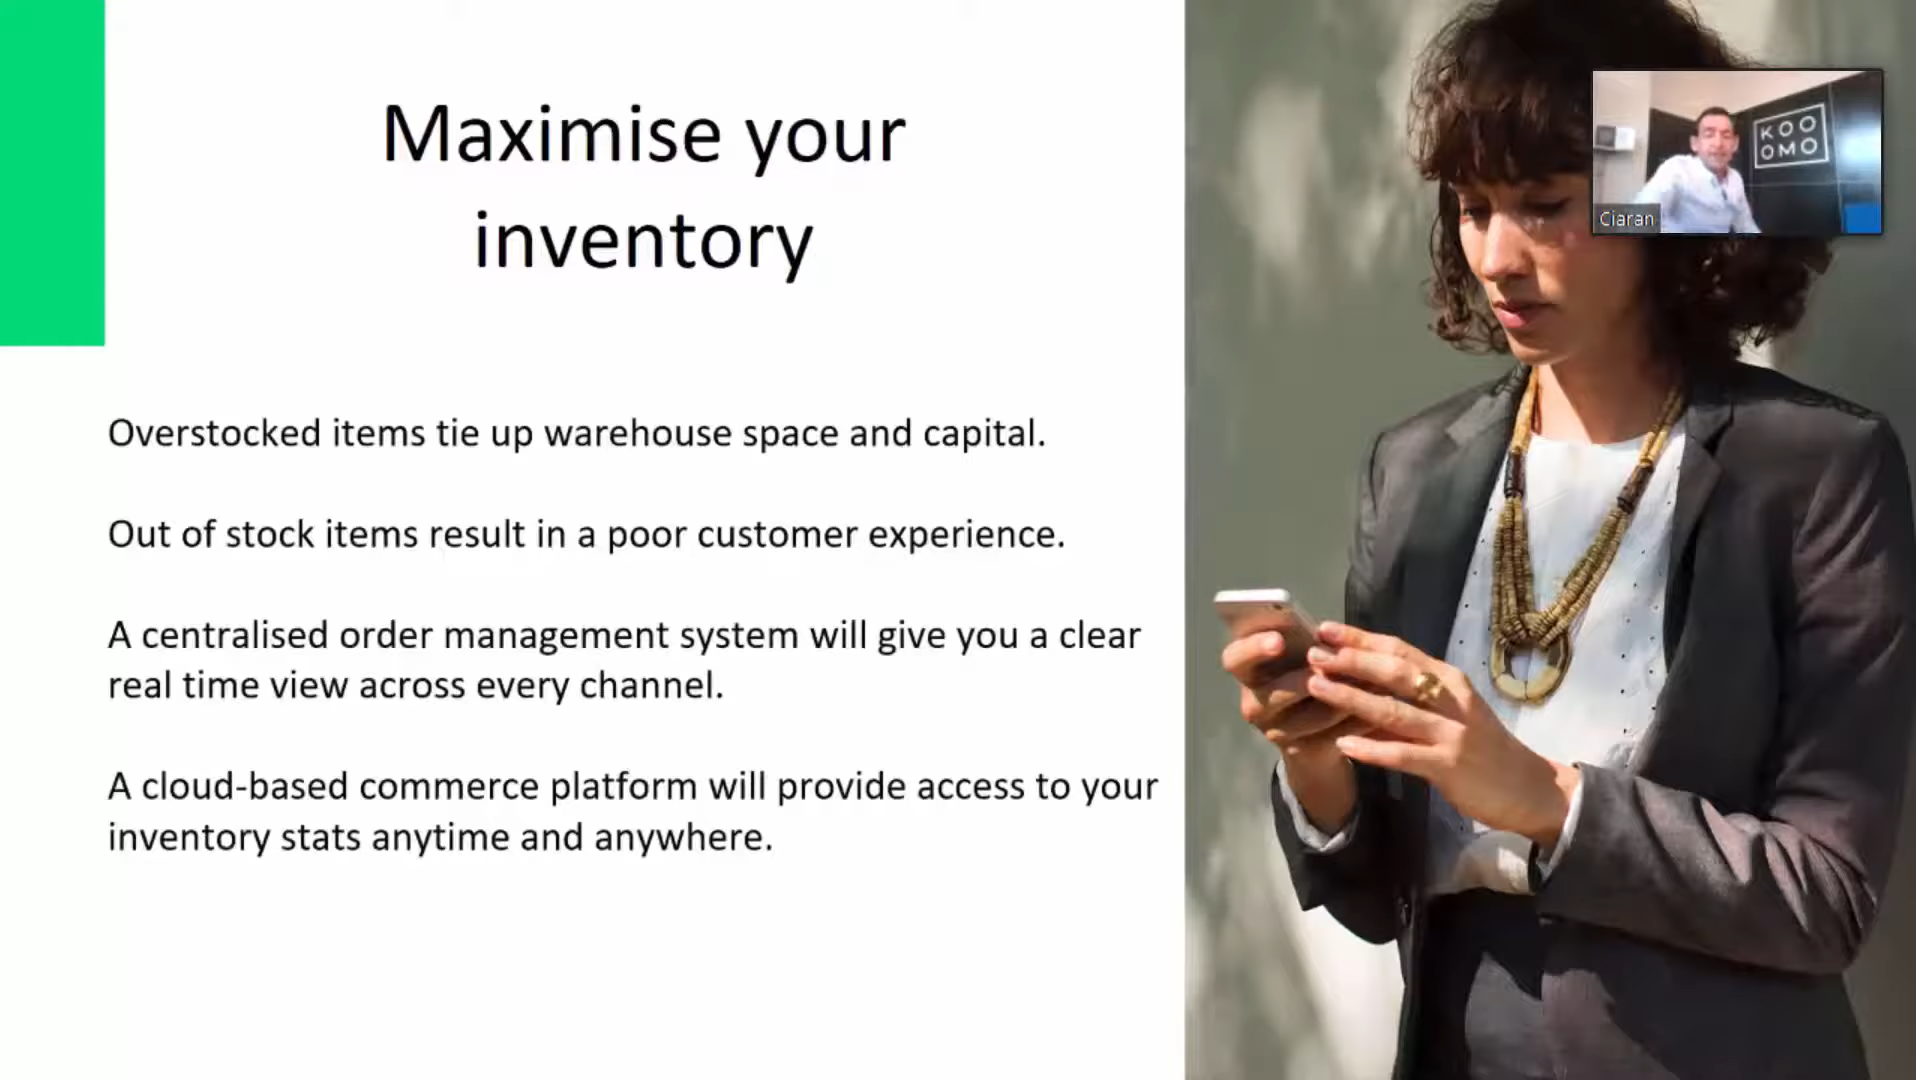 Maximise your
inventory
Overstocked items tie up warehouse space and capital.
Out of stock items result in a poor customer experience.
A centralised order management system will give you a clear
real time view across every channel.
A cloud-based commerce platform will provide access to your
inventory stats anytime and anywhere.
KOO
OMO
Ciaran